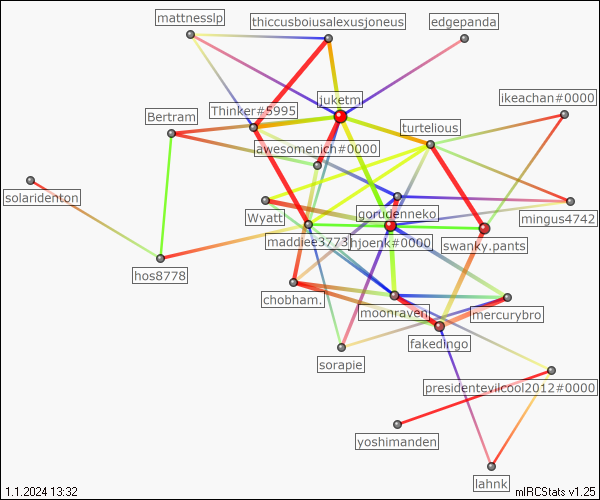 mattnesslp
thiccusboiusalexusjoneus
edgepanda
juketm
ikeachan#0000
Thinker#5995
Bertram
turtelious
awesomenich#0000
solaridenton
Wyatt
gorudenneko
mingus4742
maddiee3773
hjoenk#0000
swanky.pants
hos8778
chobham.
moonraven
mercurybro
fakedingo
sorapie
presidentevilcool2012#0000
yoshimanden
lahnk
1.1.2024 13:32
mIRCStats v1.25